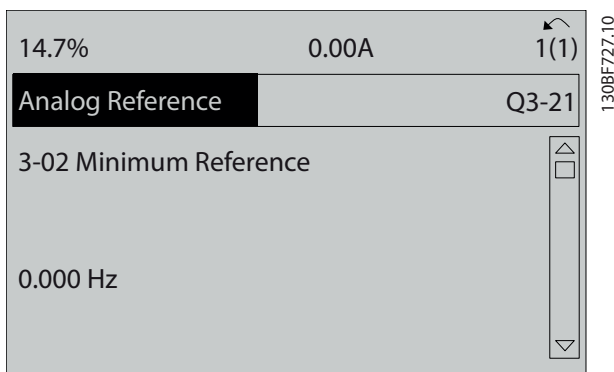 14.7% 0.00A 1(1)
Analog Reference Q3-21
3-02 Minimum Reference
0.000 Hz
130BF727.10